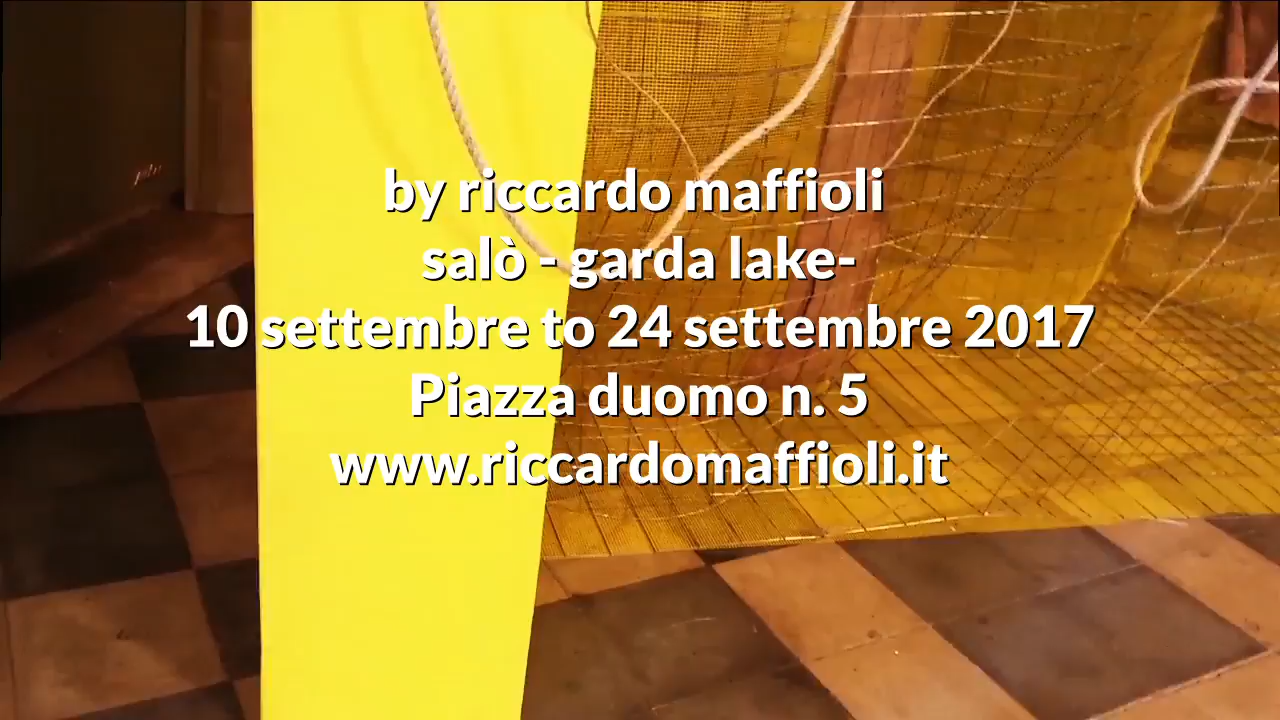 by riccardo maffioli
salò - garda lake-
10 settembre to 24 settembre 2017
Piazza duomo n. 5
www.riccardomaffioli.it